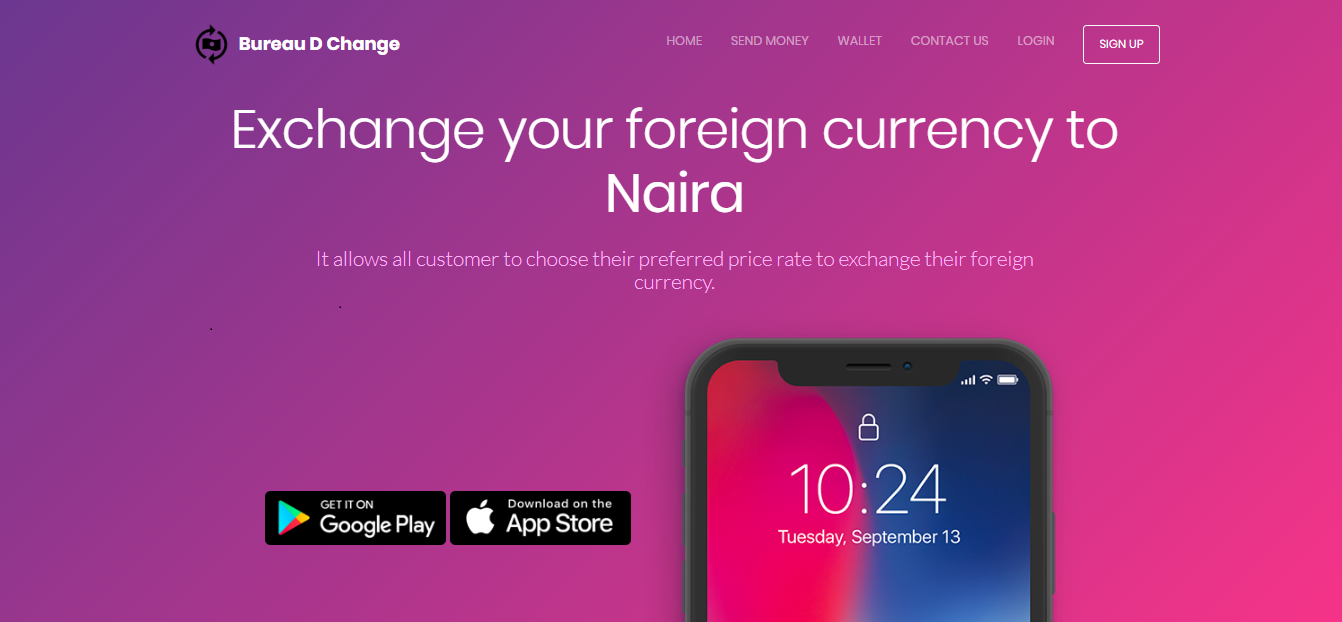 Bureau D Change
HOME
SEND MONEY
WALLET
CONTACT US
LOGIN
SIGN UP
Exchange your foreign currency to
Naira
It allows all customer to choose their preferred price rate to exchange their foreign
currency.
GET IT ON
Google Play
Download on the
App Store
10:24
Tuesday, September 13